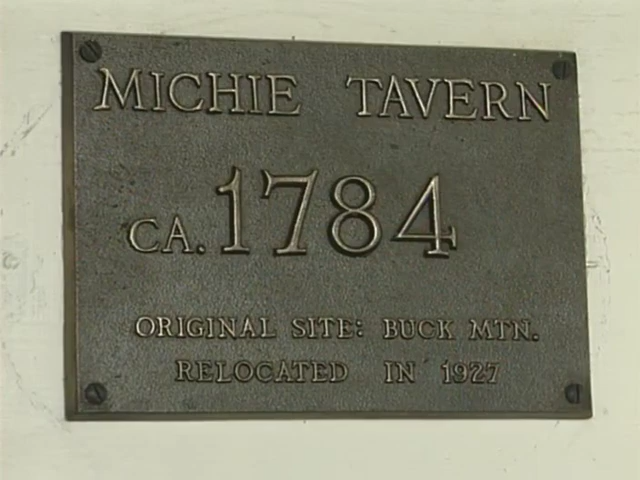 MICHIE TAVERN
CA. 1784
ORIGINAL SITE: BUCK MTN.
RELOCATED IN 1927